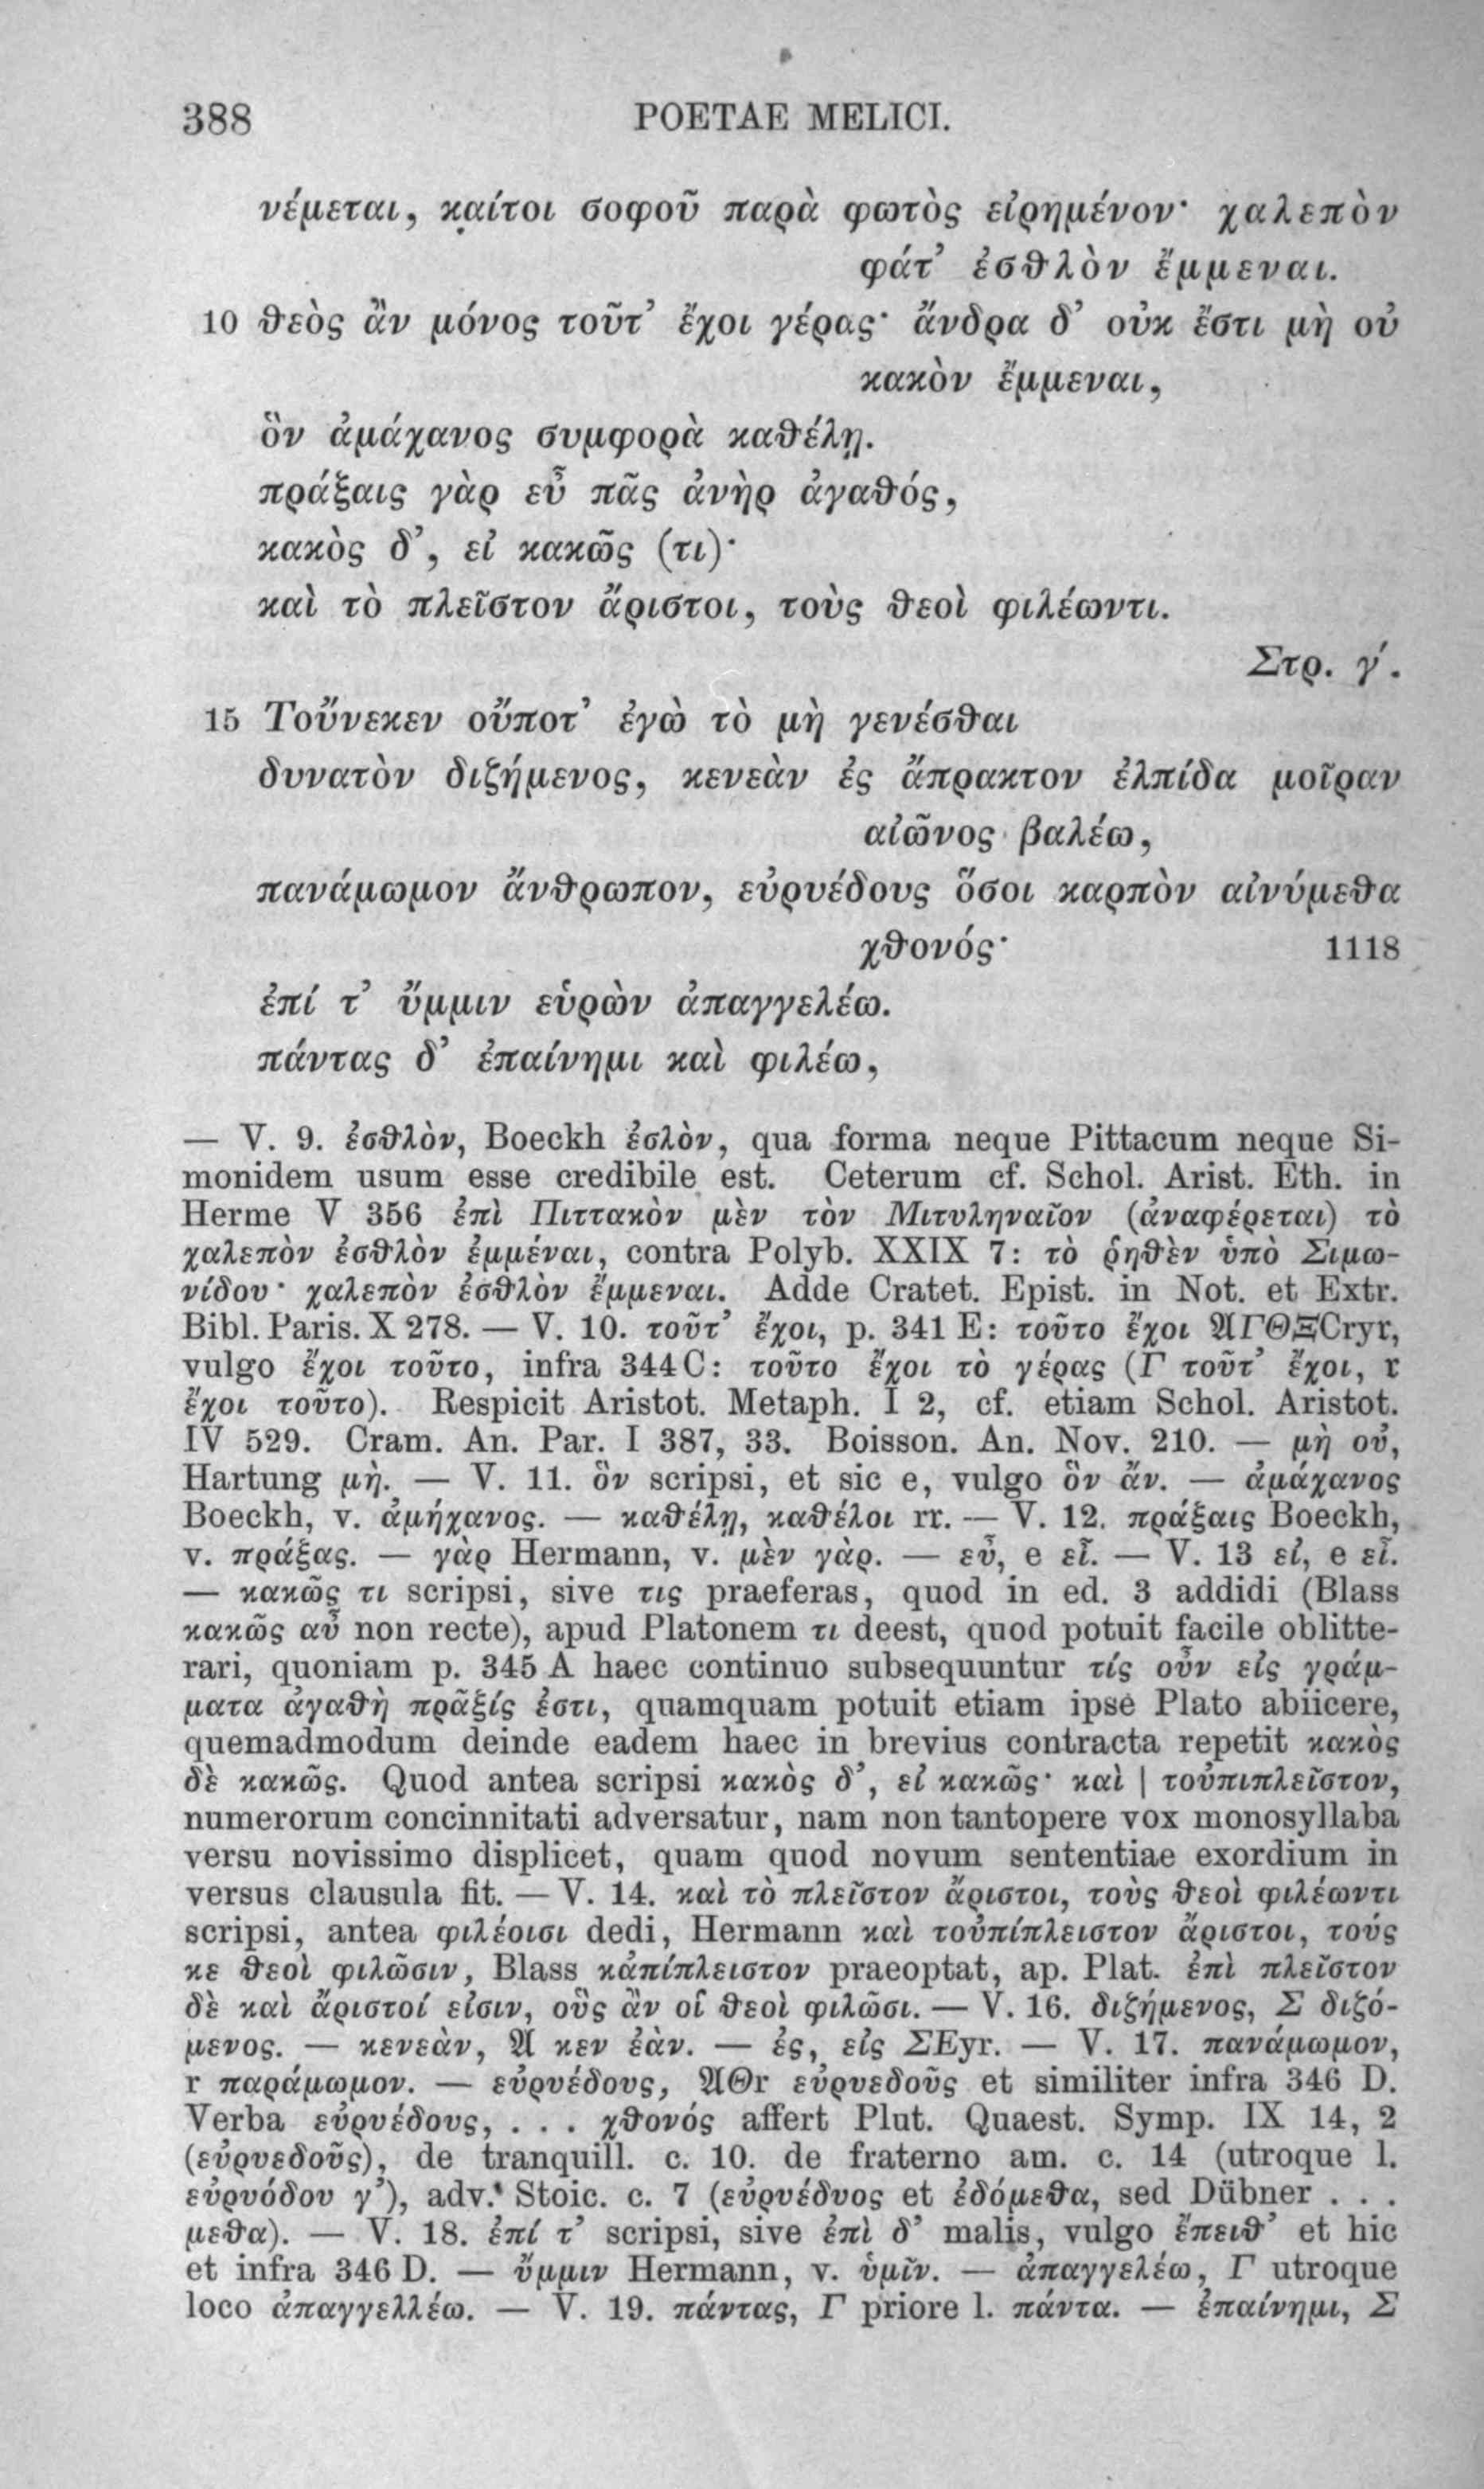 388 POETAE MELICI.
νέμεται, καίτοι σοφοῦ παρὰ φωτὸς εἰρημένον· χαλεπὸν
φάτ’ ἐσθλὸν ἔμμεναι.
10 θεὸς ἂν μόνος τοῦτ’ ἔχοι γέρας· ἄνδρα δ’ οὐκ ἔστι μὴ οὐ
κακὸν ἔμμεναι,
ὃν ἀμάχανος συμφορὰ καθέλῃ.
πράξαις γὰρ εὖ πᾶς ἀνὴρ ἀγαθός,
κακὸς δ’, εἰ κακῶς (τι)·
καὶ τὸ πλεῖστον ἄριστοι, τοὺς θεοὶ φιλέωντι.
Στρ. γ΄.
15 Τοὔνεκεν οὔποτ’ ἐγὼ τὸ μὴ γενέσθαι
δυνατὸν διζήμενος, κενεὰν ἐς ἄπρακτον ἐλπίδα μοῖραν
αἰῶνος βαλέω,
πανάμωμον ἄνθρωπον, εὐρυέδους ὅσοι καρπὸν αἰνύμεθα
χθονός· 1118
ἐπί τ’ ὔμμιν εὑρὼν ἀπαγγελέω.
πάντας δ’ ἐπαίνημι καὶ φιλέω,
— V. 9. ἐσθλὸν, Boeckh ἐσλὸν, qua forma neque Pittacum neque Si-
monidem usum esse credibile est. Ceterum cf. Schol. Arist. Eth. in
Herme V 356 ἐπὶ Πιττακὸν μὲν τὸν Μιτυληναῖον (ἀναφέρεται) τὸ
χαλεπὸν ἐσθλὸν ἐμμέναι, contra Polyb. XXIX 7: τὸ ῥηθὲν ὑπὸ Σιμω-
νίδου· χαλεπὸν ἐσθλὸν ἔμμεναι. Adde Cratet. Epist. in Not. et Extr.
Bibl. Paris. X 278. — V. 10. τοῦτ’ ἔχοι, p. 341 E: τοῦτο ἔχοι 𝔄ΓΘΞCryr,
vulgo ἔχοι τοῦτο, infra 344 C: τοῦτο ἔχοι τὸ γέρας (Γ τοῦτ’ ἔχοι, r
ἔχοι τοῦτο). Respicit Aristot. Metaph. I 2, cf. etiam Schol. Aristot.
IV 529. Cram. An. Par. I 387, 33. Boisson. An. Nov. 210. — μὴ οὐ,
Hartung μὴ. — V. 11. ὃν scripsi, et sic e, vulgo ὃν ἄν. — ἀμάχανος
Boeckh, v. ἀμήχανος. — καθέλῃ, καθέλοι rr. — V. 12. πράξαις Boeckh,
v. πράξας. — γὰρ Hermann, v. μὲν γὰρ. — εὖ, e εἶ. — V. 13 εἰ, e εἶ.
— κακῶς τι scripsi, sive τις praeferas, quod in ed. 3 addidi (Blass
κακῶς αὖ non recte), apud Platonem τι deest, quod potuit facile oblitte-
rari, quoniam p. 345 A haec continuo subsequuntur τίς οὖν εἰς γράμ-
ματα ἀγαθὴ πρᾶξίς ἐστι, quamquam potuit etiam ipse Plato abiicere,
quemadmodum deinde eadem haec in brevius contracta repetit κακὸς
δὲ κακῶς. Quod antea scripsi κακὸς δ’, εἰ κακῶς· καὶ | τοὐπιπλεῖστον,
numerorum concinnitati adversatur, nam non tantopere vox monosyllaba
versu novissimo displicet, quam quod novum sententiae exordium in
versus clausula fit. — V. 14. καὶ τὸ πλεῖστον ἄριστοι, τοὺς θεοὶ φιλέωντι
scripsi, antea φιλέοισι dedi, Hermann καὶ τοὐπίπλειστον ἄριστοι, τούς
κε θεοὶ φιλῶσιν, Blass κἀπίπλειστον praeoptat, ap. Plat. ἐπὶ πλεῖστον
δὲ καὶ ἄριστοί εἰσιν, οὓς ἂν οἱ θεοὶ φιλῶσι. — V. 16. διζήμενος, Σ διζό-
μενος. — κενεὰν, 𝔄 κεν ἐὰν. — ἐς, εἰς ΣEyr. — V. 17. πανάμωμον,
r παράμωμον. — εὐρυέδους, 𝔄Θr εὐρυεδοῦς et similiter infra 346 D.
Verba εὐρυέδους, . . . χθονός affert Plut. Quaest. Symp. IX 14, 2
(εὐρυεδοῦς), de tranquill. c. 10. de fraterno am. c. 14 (utroque l.
εὐρυόδου γ’), adv. Stoic. c. 7 (εὐρυέδυος et ἐδόμεθα, sed Dübner . . .
μεθα). — V. 18. ἐπί τ’ scripsi, sive ἐπὶ δ’ malis, vulgo ἔπειθ’ et hic
et infra 346 D. — ὔμμιν Hermann, v. ὑμῖν. — ἀπαγγελέω, Γ utroque
loco ἀπαγγελλέω. — V. 19. πάντας, Γ priore l. πάντα. — ἐπαίνημι, Σ